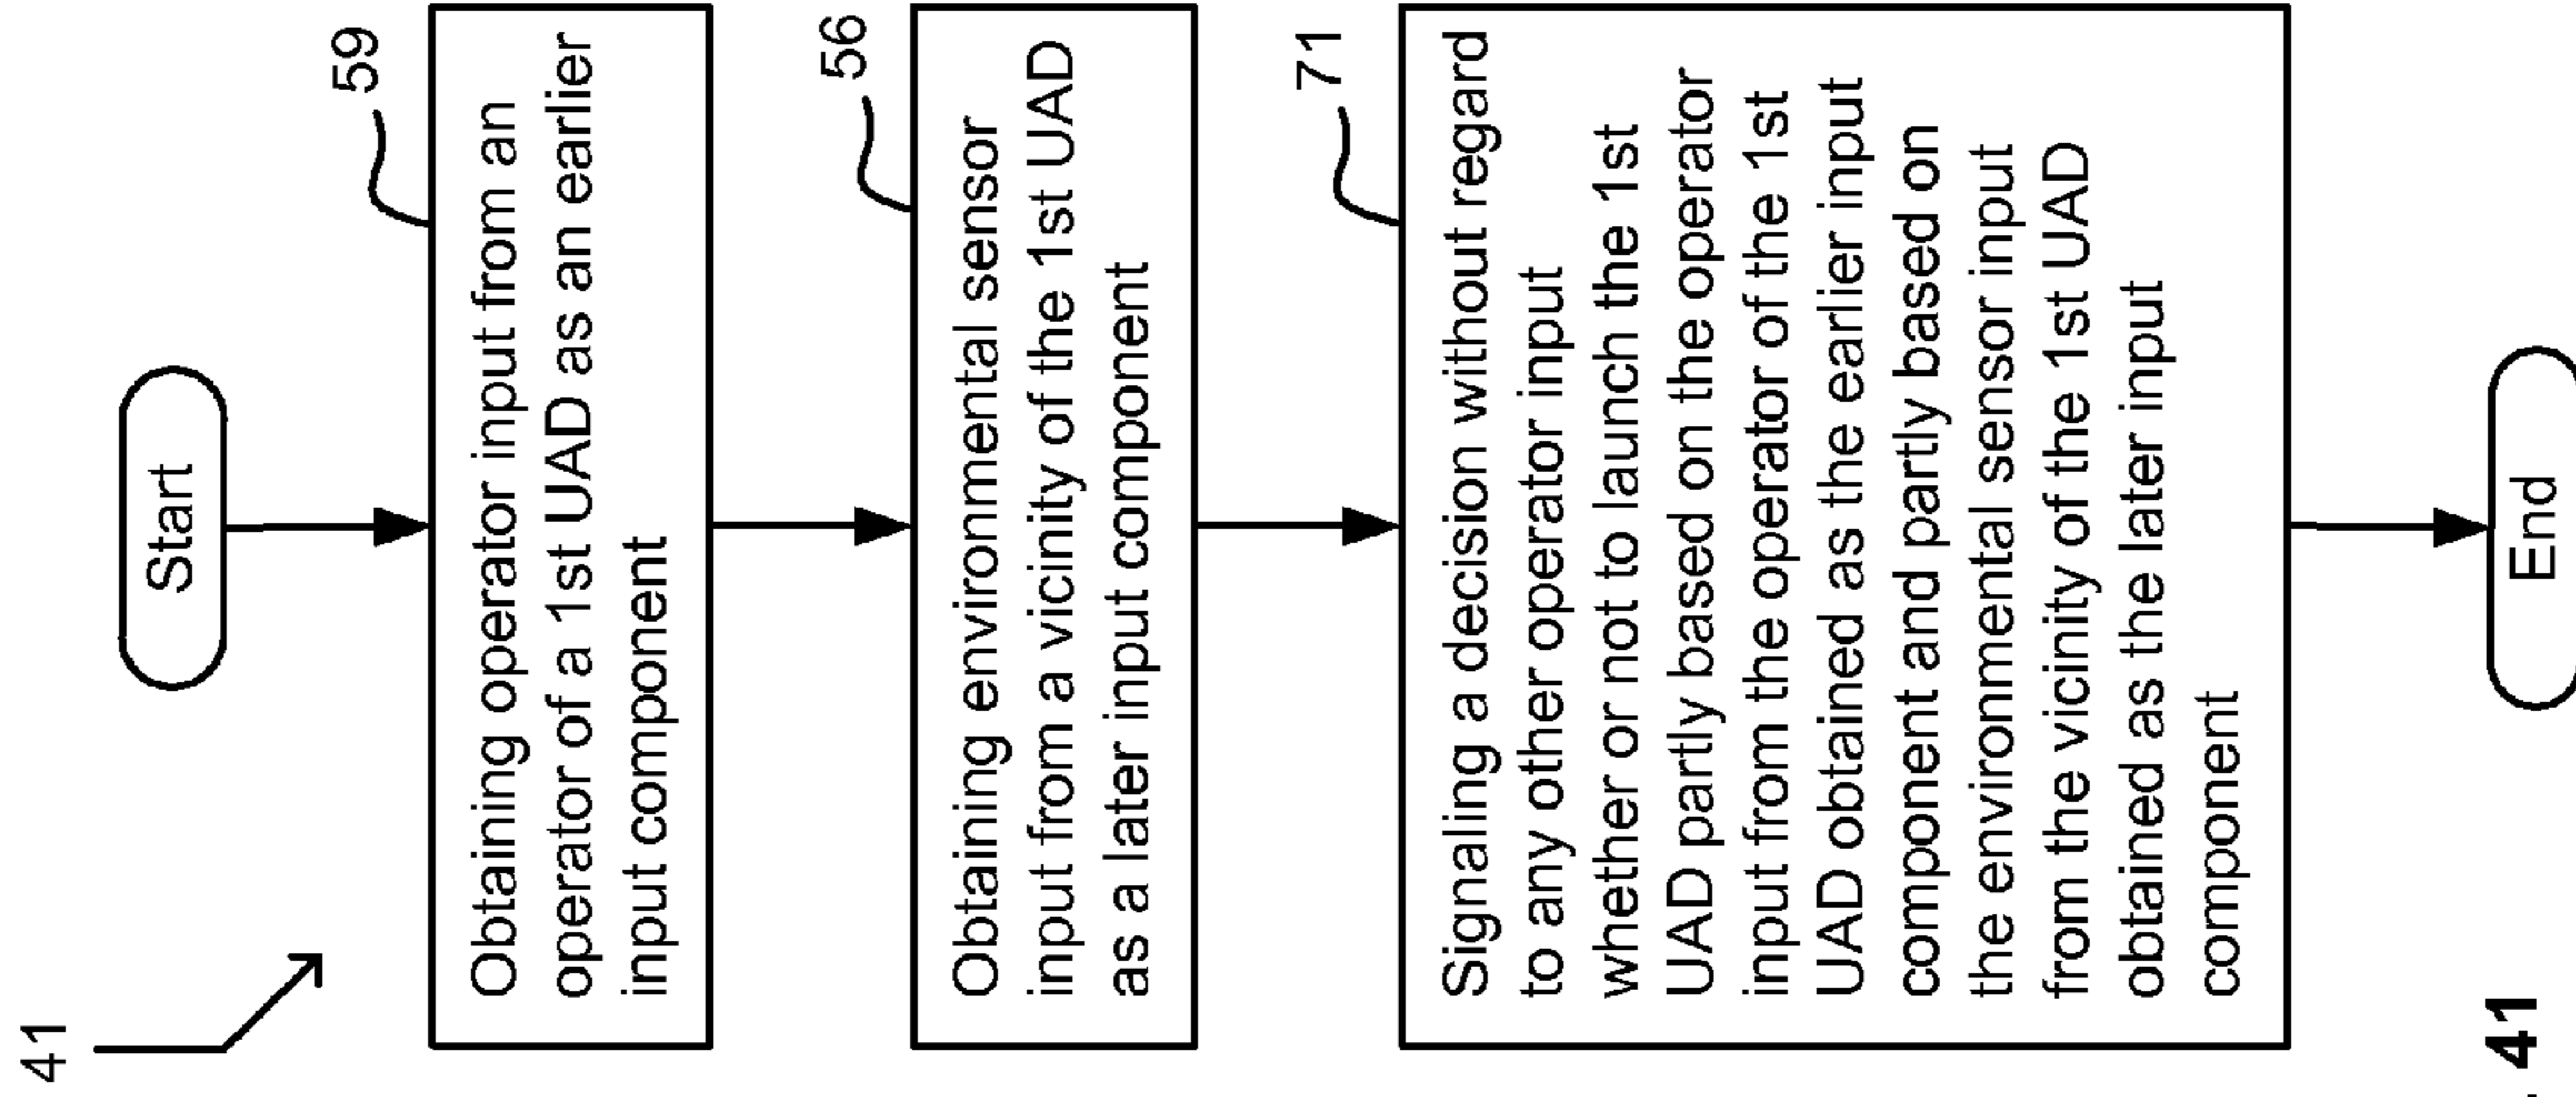 41
Start
59
Obtaining operator input from an
operator of a 1st UAD as an earlier
input component
56
Obtaining environmental sensor
input from a vicinity of the 1st UAD
as a later input component
71
Signaling a decision without regard
to any other operator input
whether or not to launch the 1st
UAD partly based on the operator
input from the operator of the 1st
UAD obtained as the earlier input
component and partly based on
the environmental sensor input
from the vicinity of the 1st UAD
obtained as the later input
component
End
41